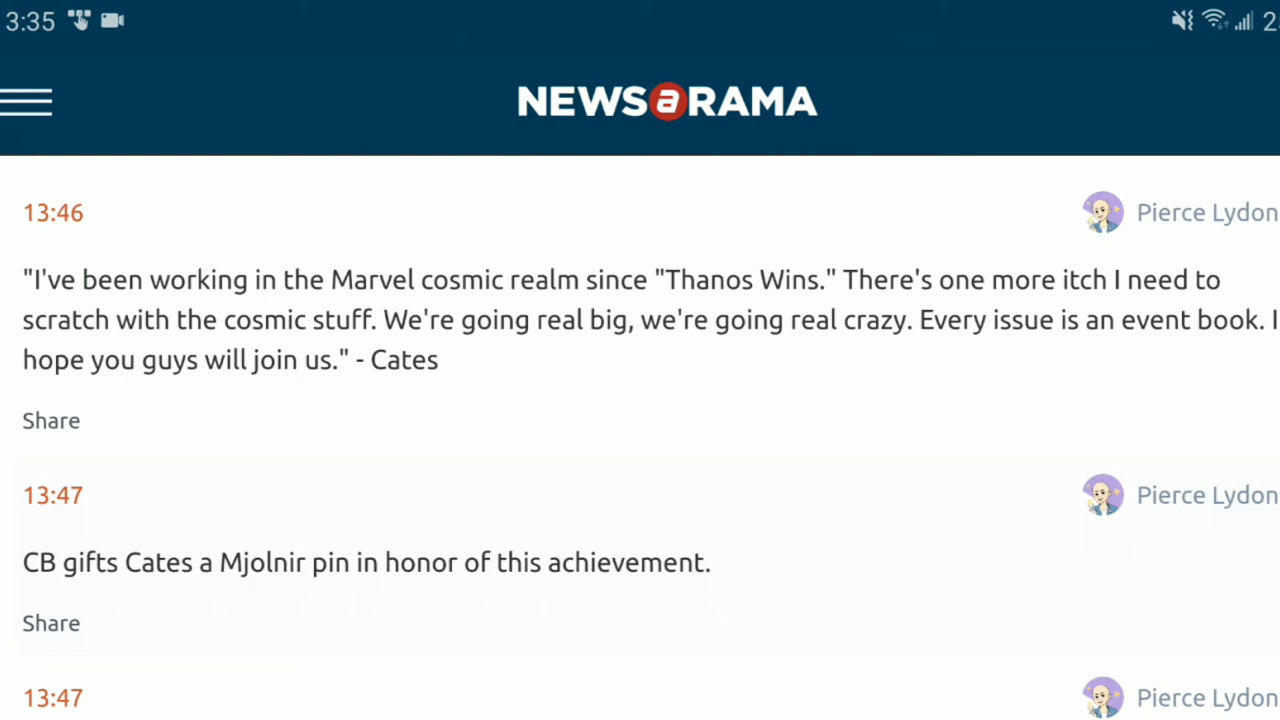 3:35
2
NEWSaRAMA
13:46
Pierce Lydon
"I've been working in the Marvel cosmic realm since "Thanos Wins." There's one more itch I need to
scratch with the cosmic stuff. We're going real big, we're going real crazy. Every issue is an event book. I
hope you guys will join us." - Cates
Share
13:47
Pierce Lydon
CB gifts Cates a Mjolnir pin in honor of this achievement.
Share
13:47
Pierce Lydon